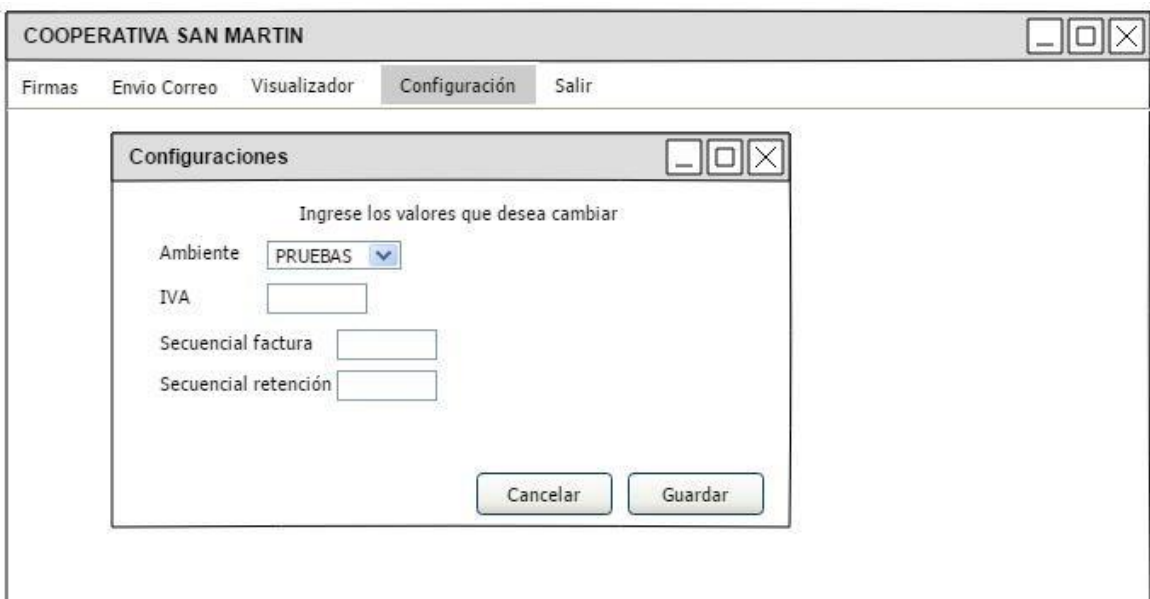 COOPERATIVA SAN MARTIN
Firmas Envio Correo Visualizador Configuración Salir
Configuraciones
Ingrese los valores que desea cambiar
Ambiente PRUEBAS
IVA
Secuencial factura
Secuencial retención
Cancelar Guardar